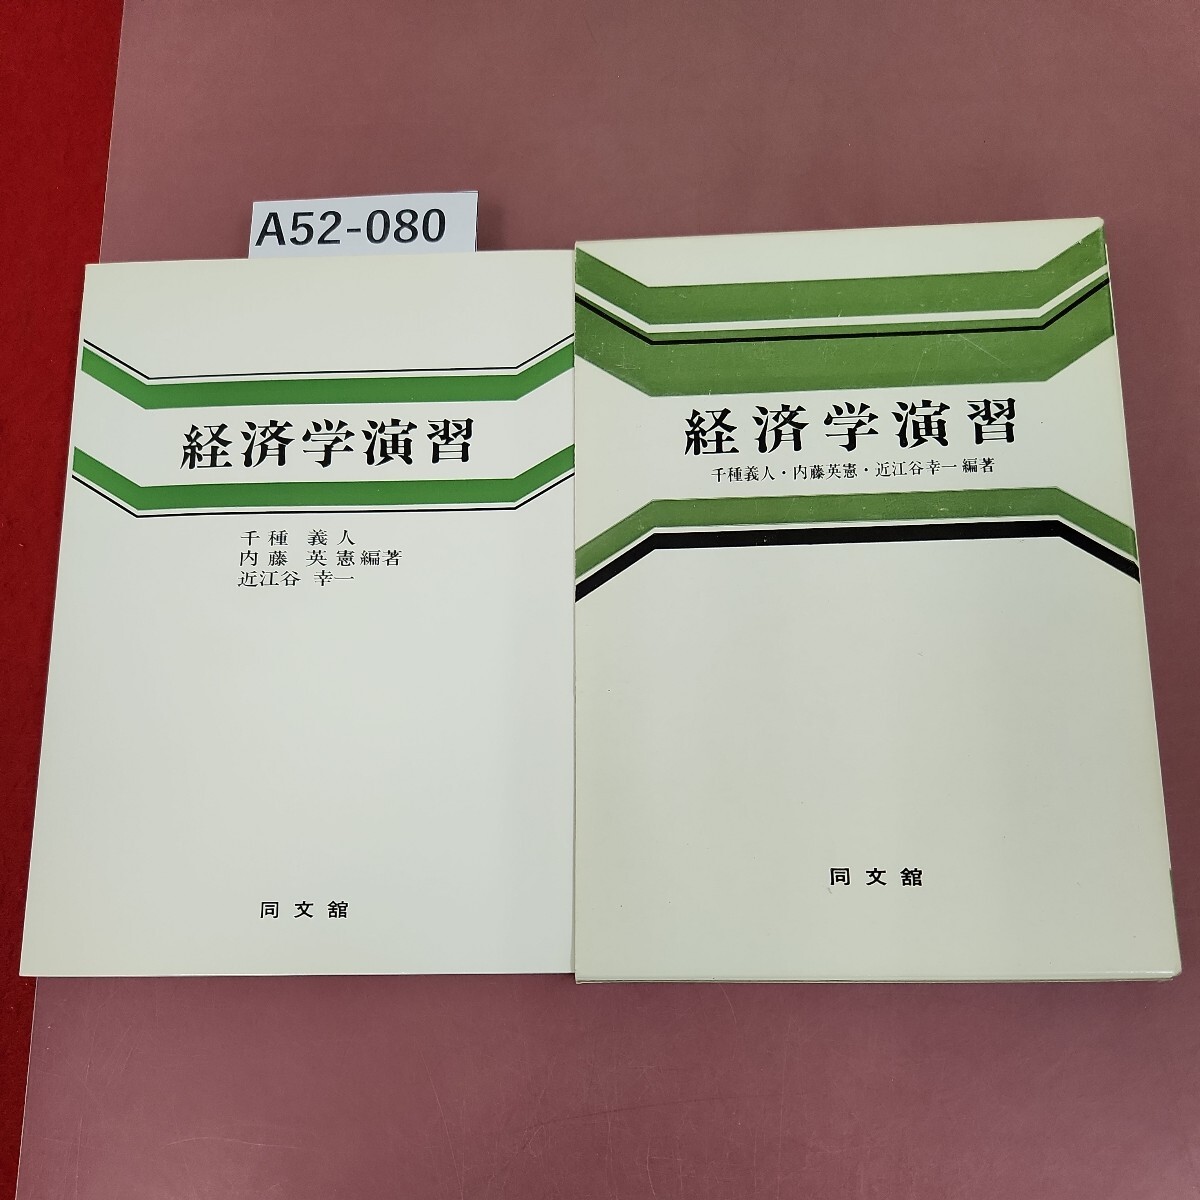 A52-080
経済学演習
千種 義人
内藤 英憲編著
近江谷 幸一
同文舘
経済学演習
千種義人・内藤英憲・近江谷幸一 編著
同文舘